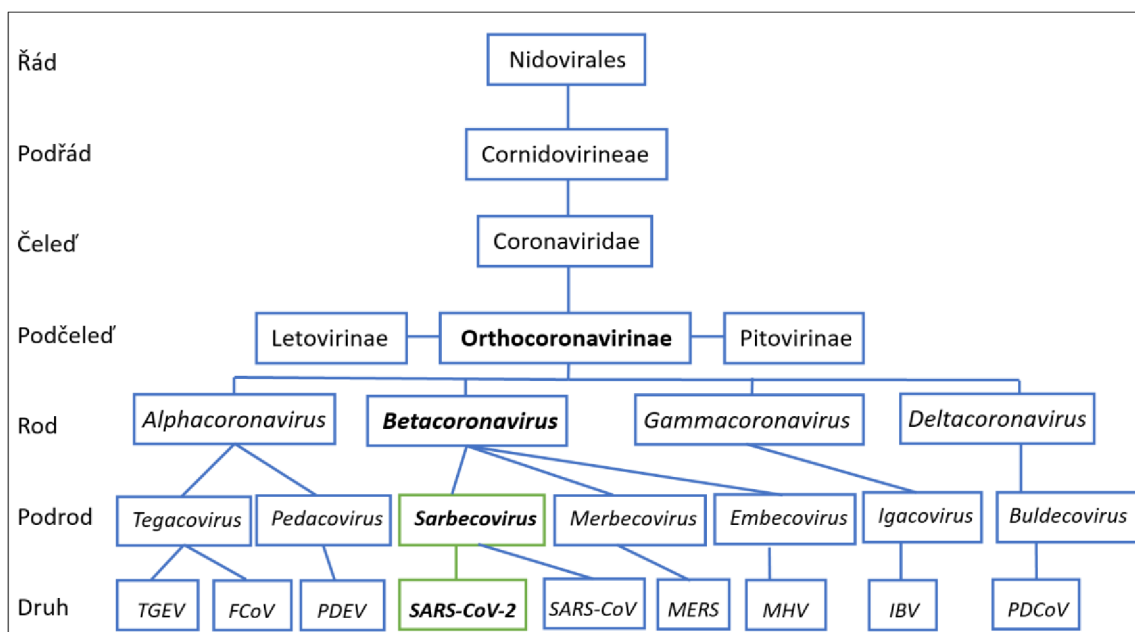 Řád
Nidovirales
Podřád
Cornidovirineae
Čeleď
Coronaviridae
Podčeleď
Letovirinae
Orthocoronavirinae
Pitovirinae
Rod
Alphacoronavirus
Betacoronavirus
Gammacoronavirus
Deltacoronavirus
Podrod
Tegacovirus
Pedacovirus
Sarbecovirus
Merbecovirus
Embecovirus
Igacovirus
Buldecovirus
Druh
TGEV
FCoV
PDEV
SARS-CoV-2
SARS-CoV
MERS
MHV
IBV
PDCoV